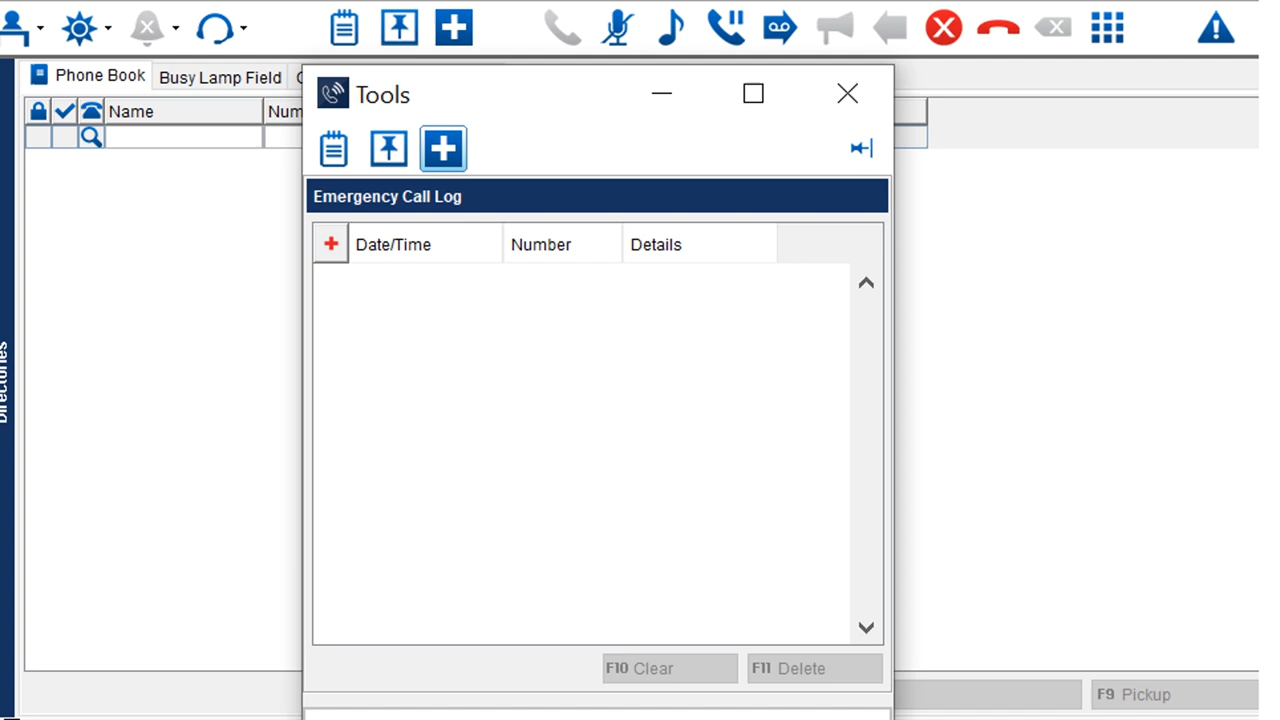 Phone Book
Busy Lamp Field
Name
Num
Directories
Tools
Emergency Call Log
Date/Time
Number
Details
F10 Clear
F11 Delete
F9 Pickup